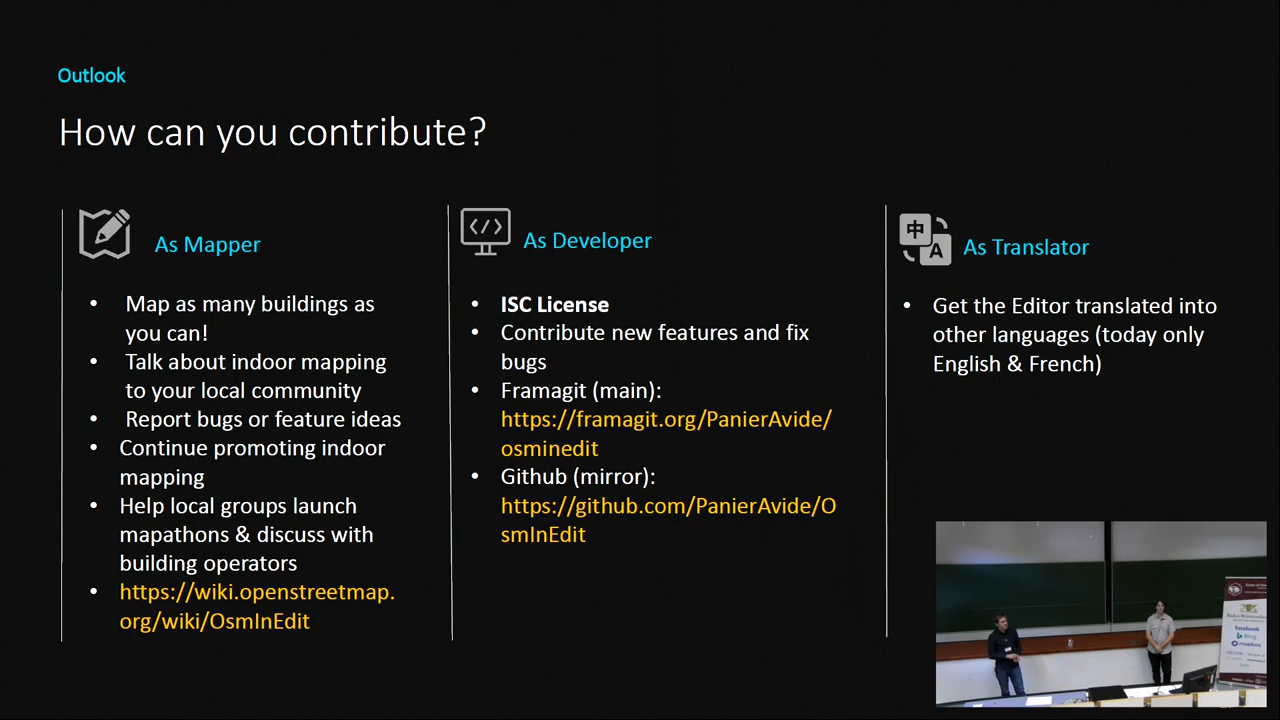 Outlook
How can you contribute?
As Mapper
Map as many buildings as
you can!
Talk about indoor mapping
to your local community
Report bugs or feature ideas
Continue promoting indoor
mapping
Help local groups launch
mapathons & discuss with
building operators
https://wiki.openstreetmap.
org/wiki/OsmInEdit
As Developer
ISC License
Contribute new features and fix
bugs
Framagit (main):
https://framagit.org/PanierAvide/
osminedit
Github (mirror):
https://github.com/PanierAvide/O
smInEdit
中
A
As Translator
Get the Editor translated into
other languages (today only
English & French)
facebook
Bing
mapbox